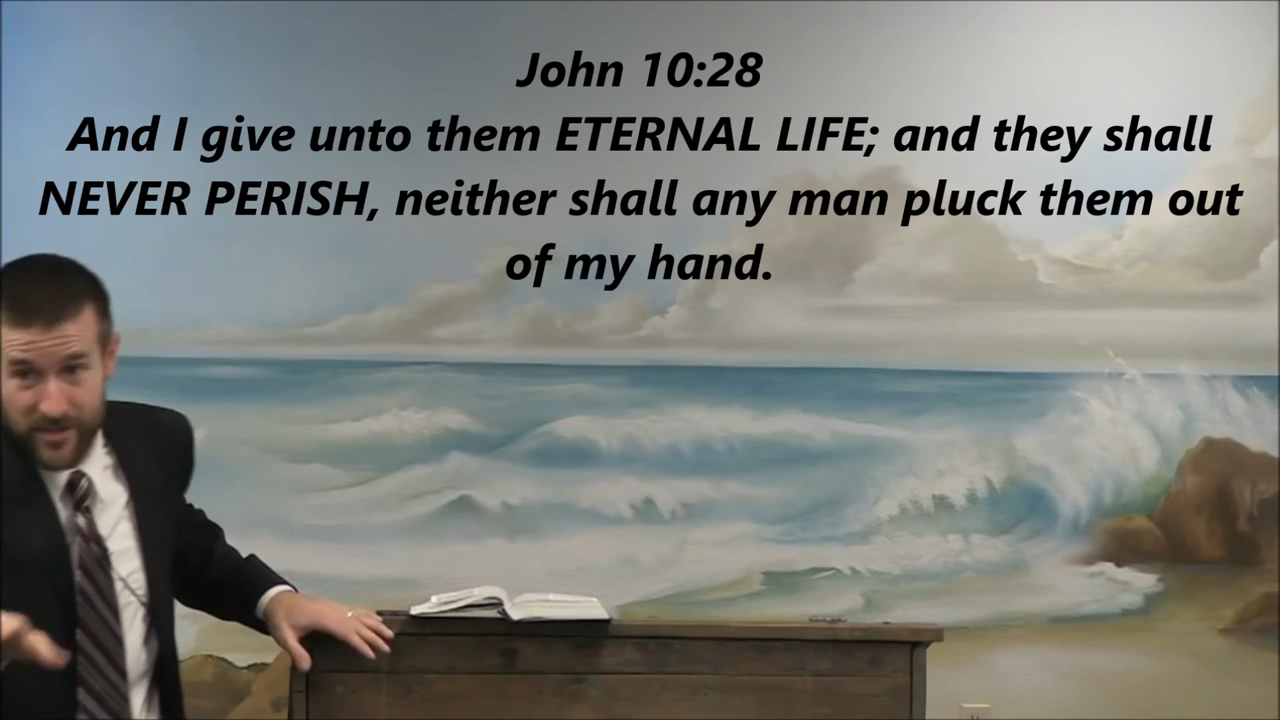 John 10:28
And I give unto them ETERNAL LIFE; and they shall
NEVER PERISH, neither shall any man pluck them out
of my hand.